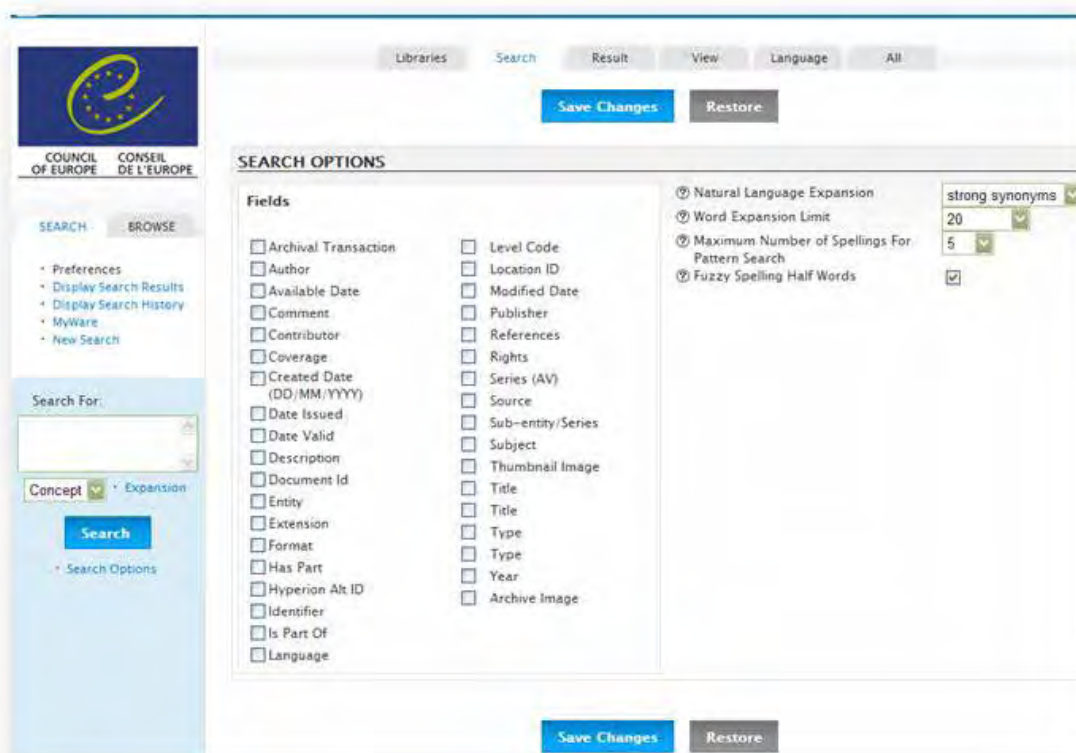 Libraries
Search
Result
View
Language
All
Save Changes
Restore
COUNCIL OF EUROPE
CONSEIL DE L'EUROPE
SEARCH
BROWSE
Preferences
Display Search Results
Display Search History
MyWare
New Search
Search For:
Concept
Expansion
Search
Search Options
SEARCH OPTIONS
Fields
Archival Transaction
Author
Available Date
Comment
Contributor
Coverage
Created Date
(DD/MM/YYYY)
Date Issued
Date Valid
Description
Document Id
Entity
Extension
Format
Has Part
Hyperion Alt ID
Identifier
Is Part Of
Language
Level Code
Location ID
Modified Date
Publisher
References
Rights
Series (AV)
Source
Sub-entity/Series
Subject
Thumbnail Image
Title
Title
Type
Type
Year
Archive Image
Natural Language Expansion
strong synonyms
Word Expansion Limit
20
Maximum Number of Spellings For
Pattern Search
5
Fuzzy Spelling Half Words
Save Changes
Restore